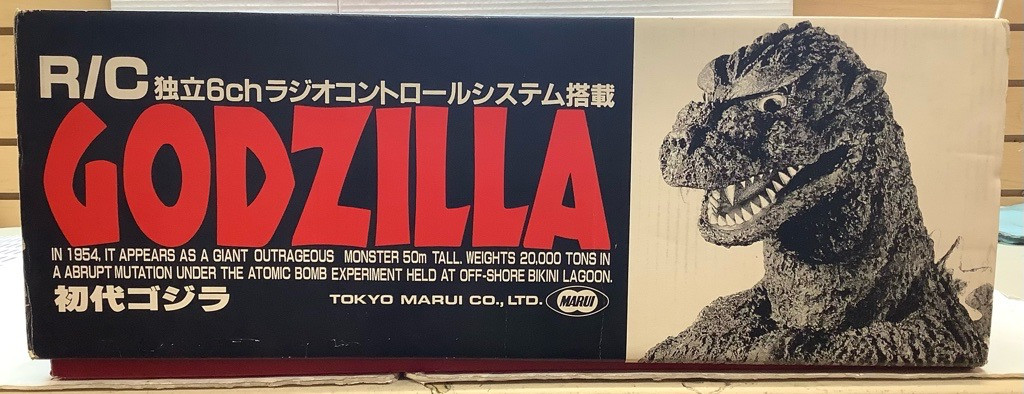 R/C 独立6chラジオコントロールシステム搭載
GODZILLA
IN 1954, IT APPEARS AS A GIANT OUTRAGEOUS MONSTER 50m TALL. WEIGHTS 20,000 TONS IN
A ABRUPT MUTATION UNDER THE ATOMIC BOMB EXPERIMENT HELD AT OFF-SHORE BIKINI LAGOON.
初代ゴジラ TOKYO MARUI CO., LTD. MARUI